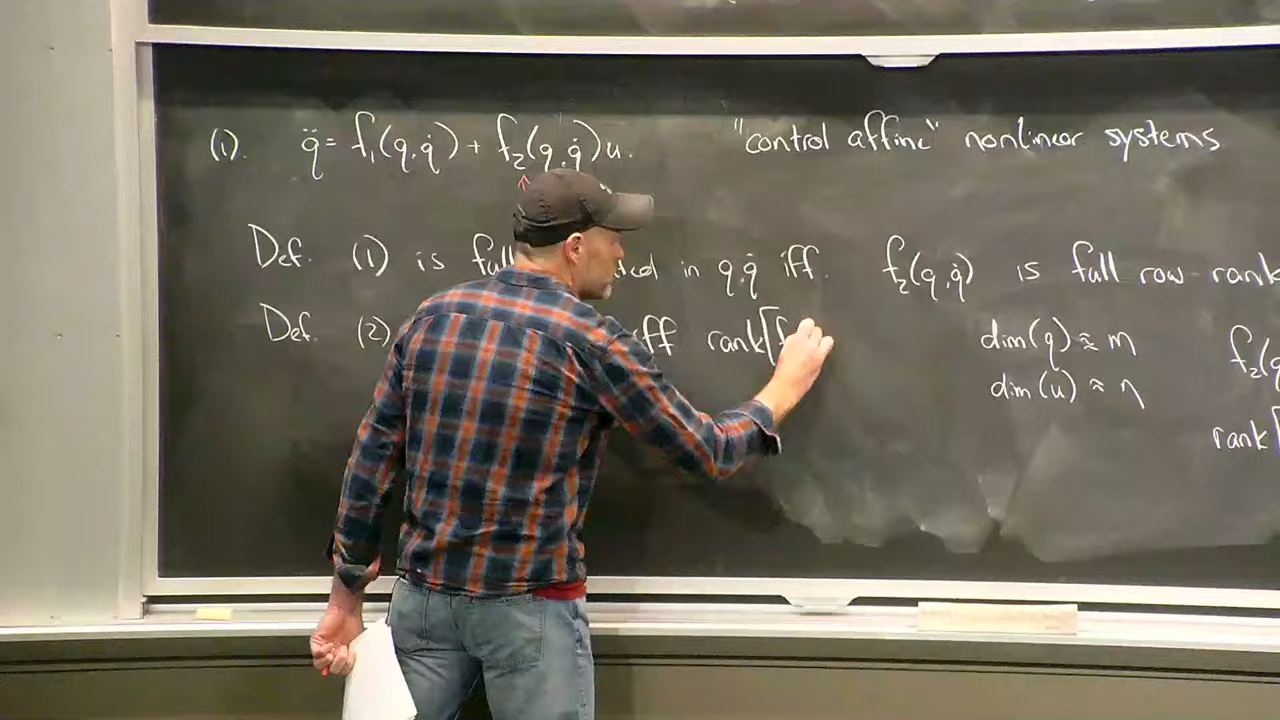 (1). q̈ = f₁(q,q̇) + f₂(q,q̇)u. "control affine" nonlinear systems
Def. (1) is in q,q̇ iff. f₂(q,q̇) is full row rank
Def. (2) iff rank[f
dim(q) ≈ m
dim(u) ≈ n
f₂(q
rank[